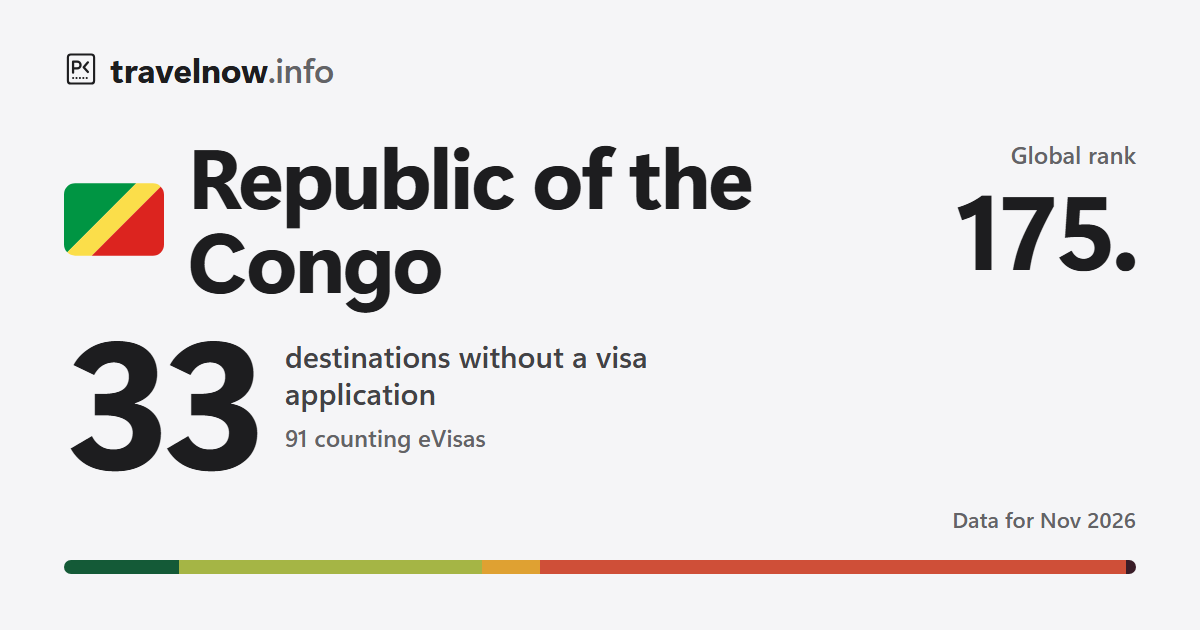 travelnow.info
Republic of the
Congo
Global rank
175.
33
destinations without a visa
application
91 counting eVisas
Data for Nov 2026